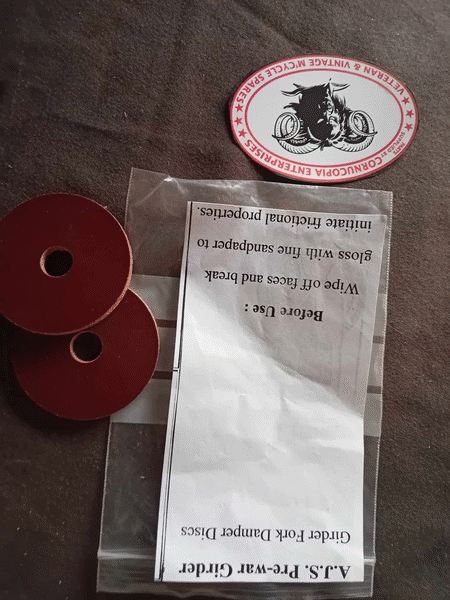 A.J.S. Pre-war Girder
Girder Fork Damper Discs
Before Use :
Wipe off faces and break
gloss with fine sandpaper to
initiate frictional properties.
CORNUCOPIA ENTERPRISES
VETERAN & VINTAGE M'CYCLE SPARES